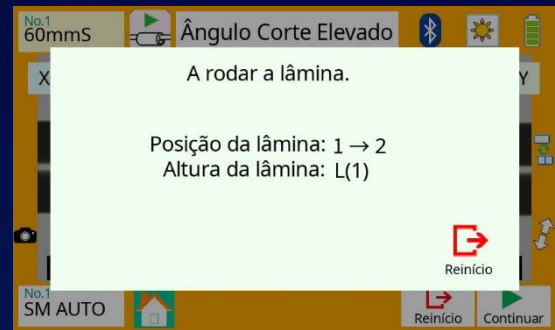 No.1
60mmS
Ângulo Corte Elevado
X
Y
A rodar a lâmina.
Posição da lâmina: 1 → 2
Altura da lâmina: L(1)
Reinício
No.1
SM AUTO
Reinício
Continuar